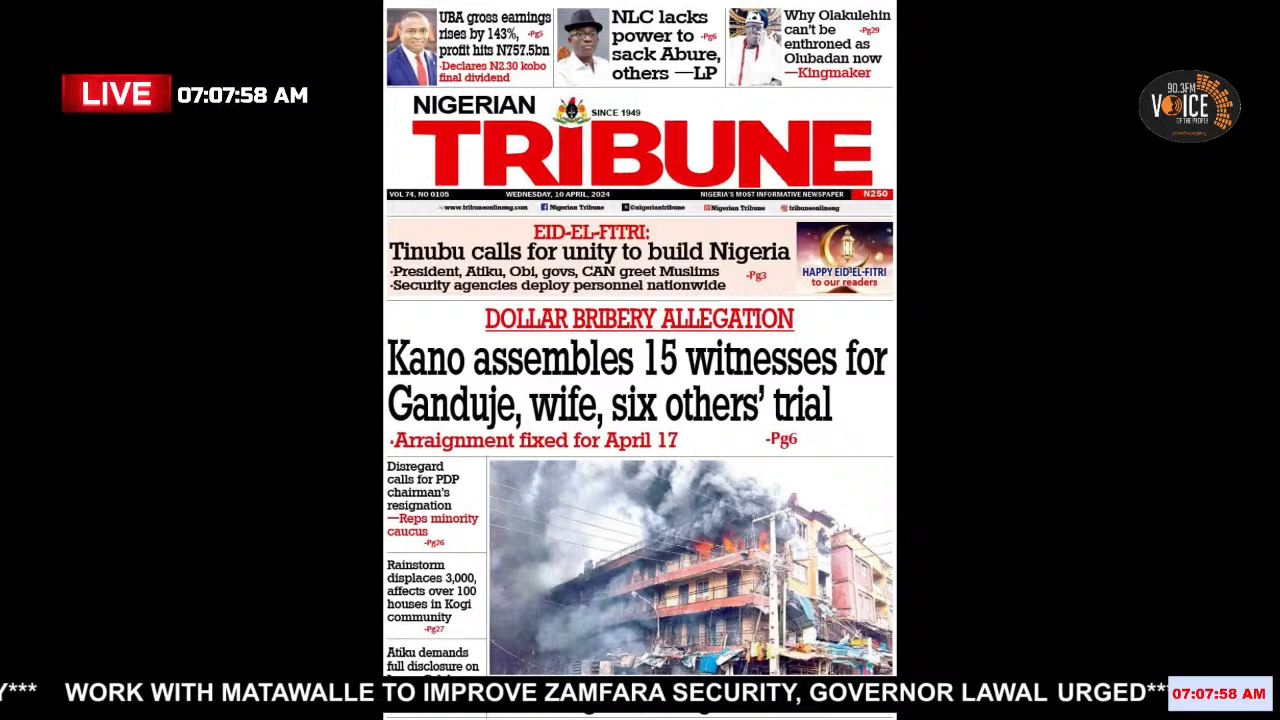 UBA gross earnings
rises by 143%, -Pg5
profit hits N757.5bn
·Declares N2.30 kobo
final dividend
NLC lacks
power to -Pg6
sack Abure,
others —LP
Why Olakulehin
can't be -Pg29
enthroned as
Olubadan now
—Kingmaker
LIVE 07:07:58 AM
90.3FM
VOICE
OF THE PEOPLE
NIGERIAN
SINCE 1949
TRIBUNE
VOL 74, NO 0105 WEDNESDAY, 10 APRIL, 2024 NIGERIA'S MOST INFORMATIVE NEWSPAPER N250
www.tribuneonlineng.com Nigerian Tribune @nigeriantribune Nigerian Tribune tribuneonlineng
EID-EL-FITRI:
Tinubu calls for unity to build Nigeria
·President, Atiku, Obi, govs, CAN greet Muslims -Pg3
·Security agencies deploy personnel nationwide
HAPPY EID-EL-FITRI
to our readers
DOLLAR BRIBERY ALLEGATION
Kano assembles 15 witnesses for
Ganduje, wife, six others' trial
·Arraignment fixed for April 17 -Pg6
Disregard
calls for PDP
chairman's
resignation
—Reps minority
caucus
-Pg26
Rainstorm
displaces 3,000,
affects over 100
houses in Kogi
community
-Pg27
Atiku demands
full disclosure on
Y*** WORK WITH MATAWALLE TO IMPROVE ZAMFARA SECURITY, GOVERNOR LAWAL URGED**
07:07:58 AM